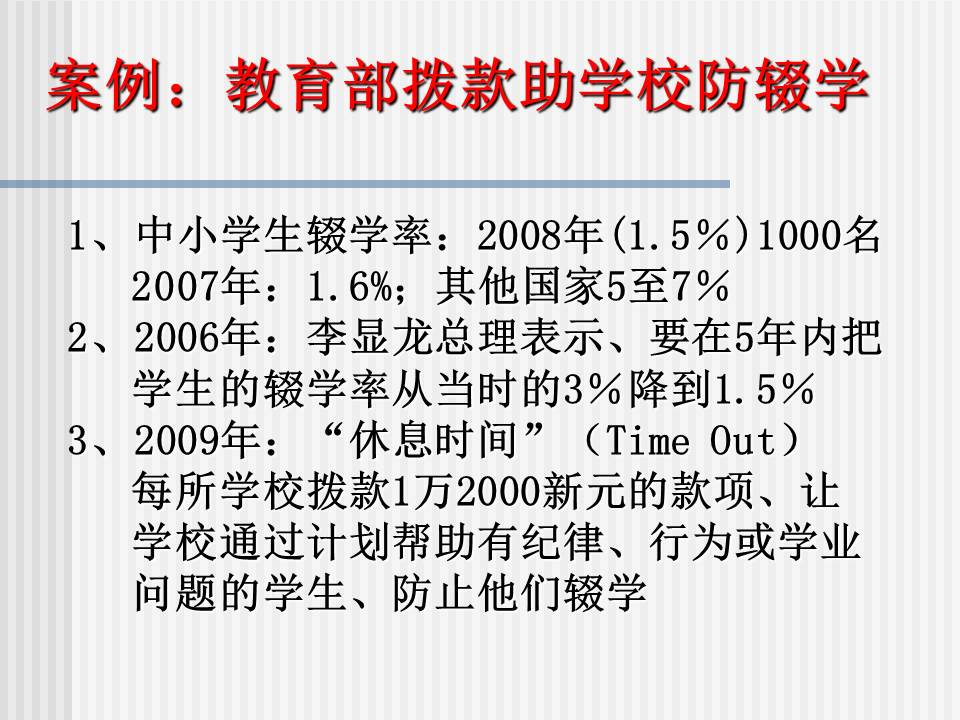 案例：教育部拨款助学校防辍学
1、中小学生辍学率：2008年(1.5％)1000名
2007年：1.6%；其他国家5至7％
2、2006年：李显龙总理表示、要在5年内把
学生的辍学率从当时的3％降到1.5％
3、2009年：“休息时间”（Time Out）
每所学校拨款1万2000新元的款项、让
学校通过计划帮助有纪律、行为或学业
问题的学生、防止他们辍学